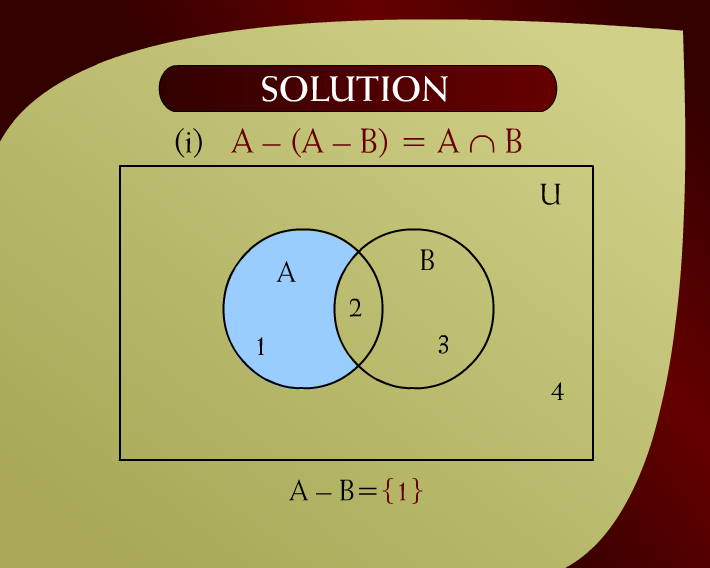 SOLUTION
(i) A – (A – B) = A ∩ B
U
A
B
2
1
3
4
A – B={1}